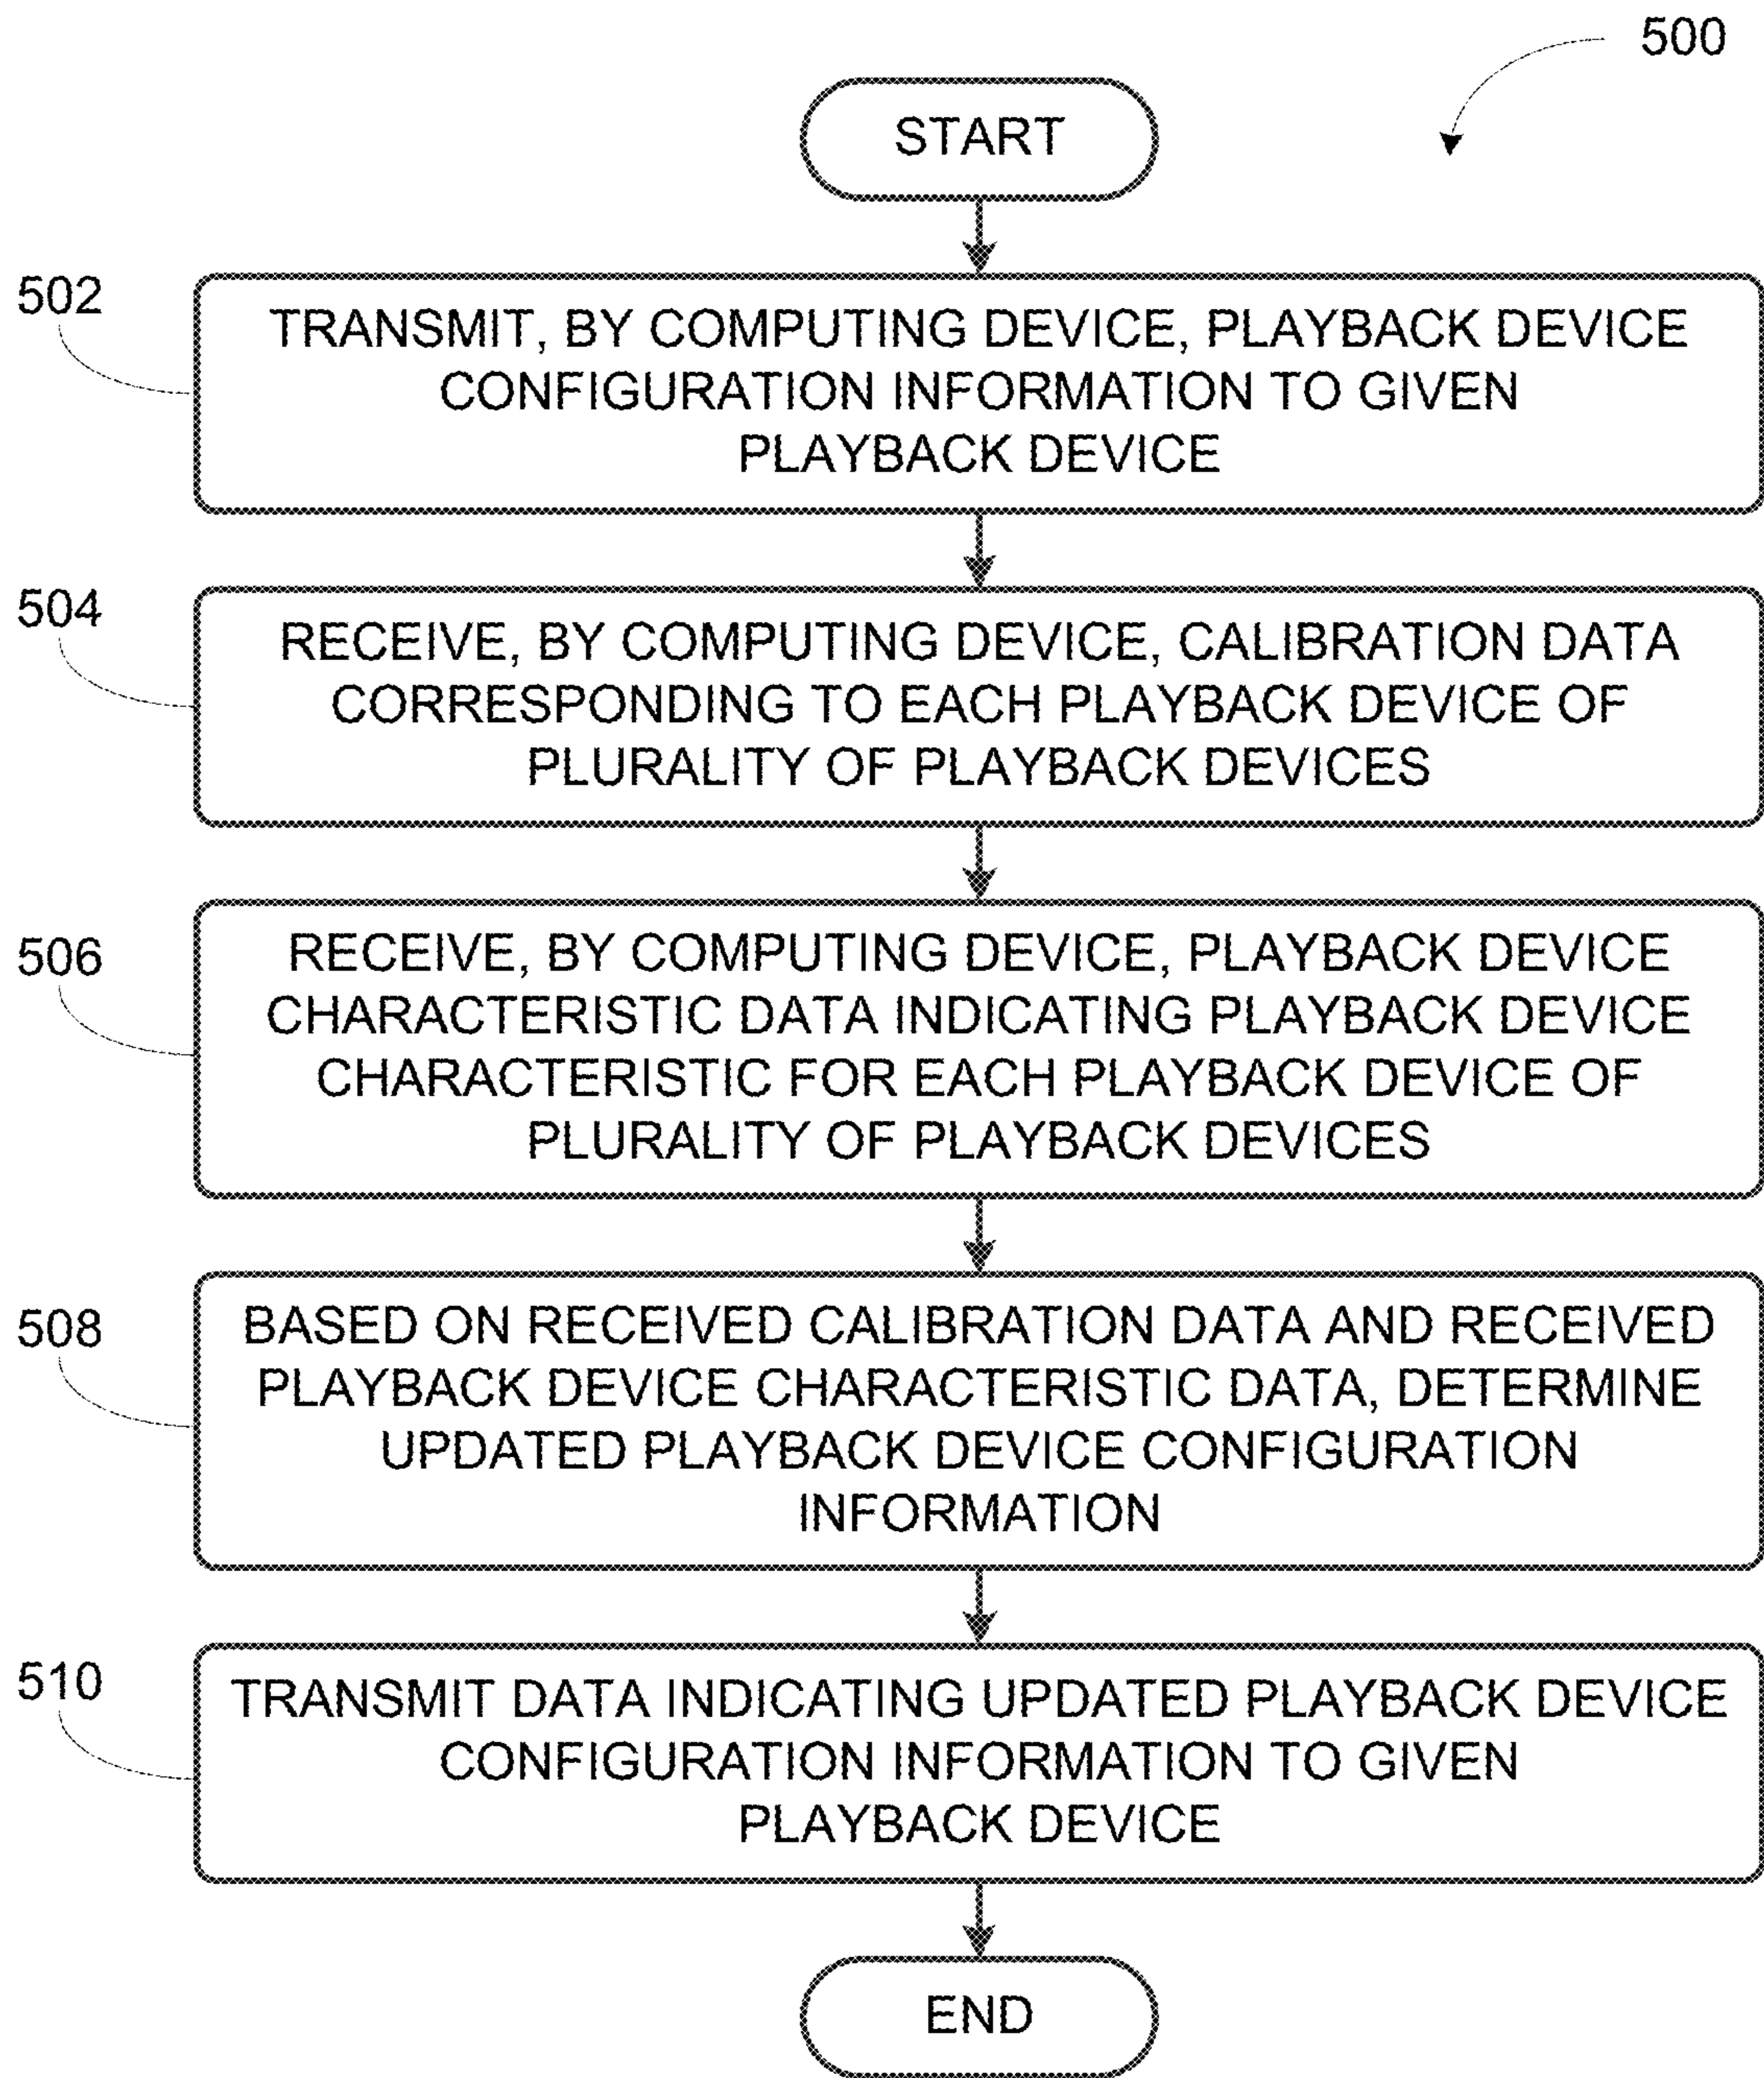 500
START
502
TRANSMIT, BY COMPUTING DEVICE, PLAYBACK DEVICE
CONFIGURATION INFORMATION TO GIVEN
PLAYBACK DEVICE
504
RECEIVE, BY COMPUTING DEVICE, CALIBRATION DATA
CORRESPONDING TO EACH PLAYBACK DEVICE OF
PLURALITY OF PLAYBACK DEVICES
506
RECEIVE, BY COMPUTING DEVICE, PLAYBACK DEVICE
CHARACTERISTIC DATA INDICATING PLAYBACK DEVICE
CHARACTERISTIC FOR EACH PLAYBACK DEVICE OF
PLURALITY OF PLAYBACK DEVICES
508
BASED ON RECEIVED CALIBRATION DATA AND RECEIVED
PLAYBACK DEVICE CHARACTERISTIC DATA, DETERMINE
UPDATED PLAYBACK DEVICE CONFIGURATION
INFORMATION
510
TRANSMIT DATA INDICATING UPDATED PLAYBACK DEVICE
CONFIGURATION INFORMATION TO GIVEN
PLAYBACK DEVICE
END